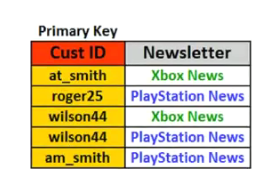 Primary Key
Cust ID Newsletter
at_smith Xbox News
roger25 PlayStation News
wilson44 Xbox News
wilson44 PlayStation News
am_smith PlayStation News